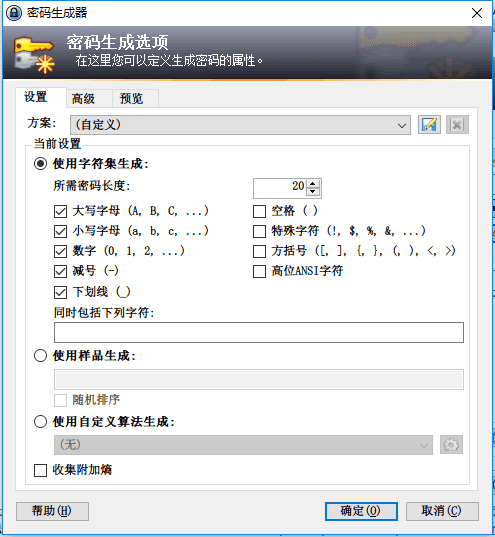 密码生成器
密码生成选项
在这里您可以定义生成密码的属性。
设置 高级 预览
方案: (自定义)
当前设置
使用字符集生成:
所需密码长度: 20
大写字母 (A, B, C, ...) 空格 ( )
小写字母 (a, b, c, ...) 特殊字符 (!, $, %, &, ...)
数字 (0, 1, 2, ...) 方括号 ([, ], {, }, (, ), <, >)
减号 (-) 高位ANSI字符
下划线 (_)
同时包括下列字符:
使用样品生成:
随机排序
使用自定义算法生成:
(无)
收集附加熵
帮助(H) 确定(O) 取消(C)